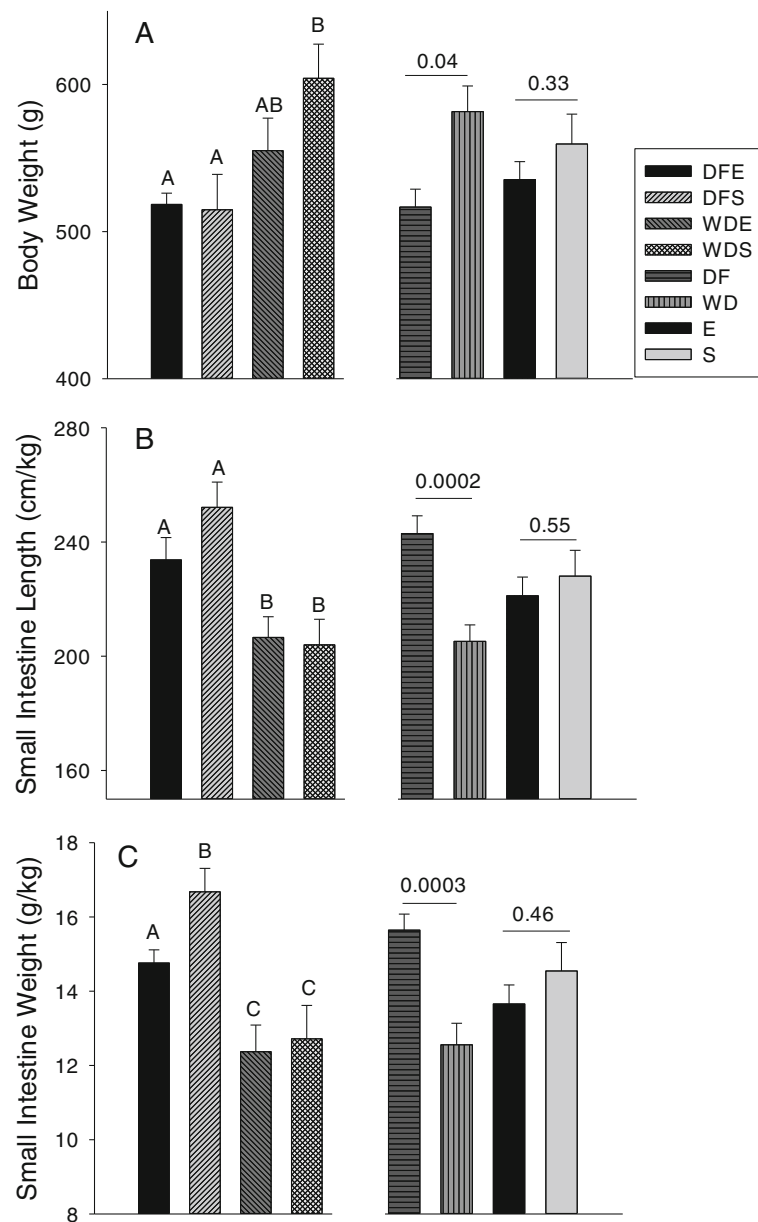 A
B
600
0.04
AB
0.33
A
A
Body Weight (g)
500
400
DFE
DFS
WDE
WDS
DF
WD
E
S
280
B
A
0.0002
A
0.55
240
B
B
Small Intestine Length (cm/kg)
200
160
18
C
B
0.0003
16
A
0.46
14
C
C
Small Intestine Weight (g/kg)
12
10
8